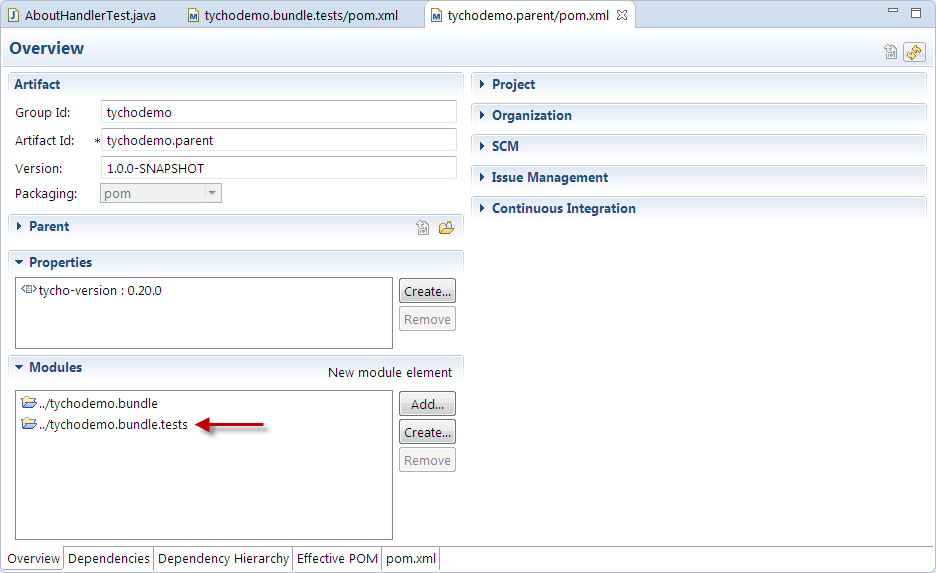 AboutHandlerTest.java tychodemo.bundle.tests/pom.xml tychodemo.parent/pom.xml
Overview
Artifact
Group Id: tychodemo
Artifact Id: * tychodemo.parent
Version: 1.0.0-SNAPSHOT
Packaging: pom
Parent
Properties
tycho-version : 0.20.0
Create...
Remove
Modules
New module element
../tychodemo.bundle
../tychodemo.bundle.tests
Add...
Create...
Remove
Project
Organization
SCM
Issue Management
Continuous Integration
Overview Dependencies Dependency Hierarchy Effective POM pom.xml